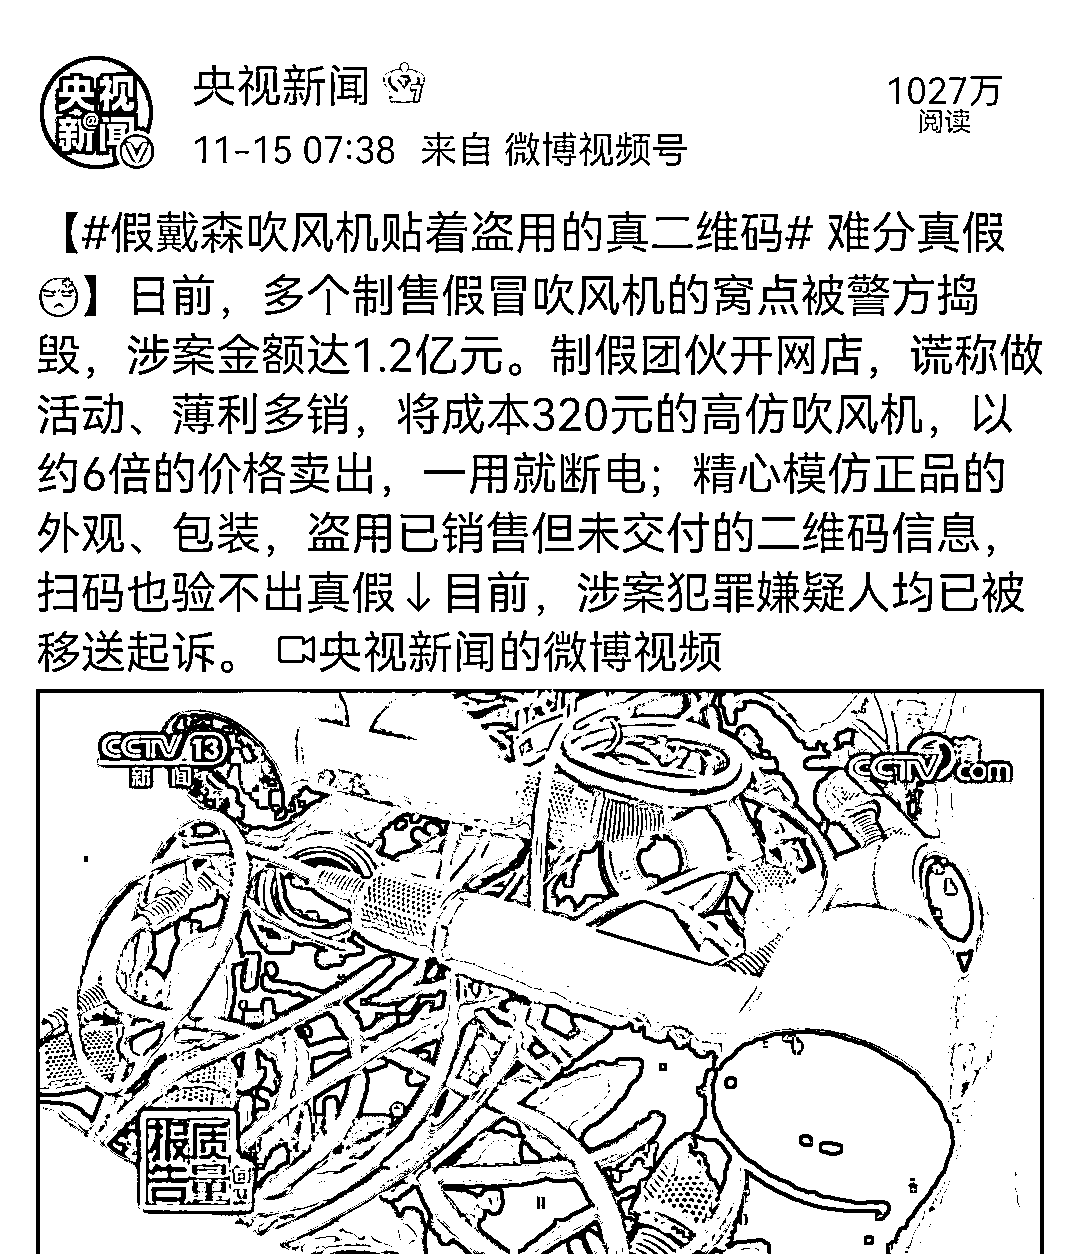 央视
新闻
央视新闻
1027万
阅读
11-15 07:38 来自 微博视频号
【#假戴森吹风机贴着盗用的真二维码# 难分真假
】日前，多个制售假冒吹风机的窝点被警方捣
毁，涉案金额达1.2亿元。制假团伙开网店，谎称做
活动、薄利多销，将成本320元的高仿吹风机，以
约6倍的价格卖出，一用就断电；精心模仿正品的
外观、包装，盗用已销售但未交付的二维码信息，
扫码也验不出真假↓目前，涉案犯罪嫌疑人均已被
移送起诉。 央视新闻的微博视频
CCTV 13
新闻
CCTV.com
质量
报告